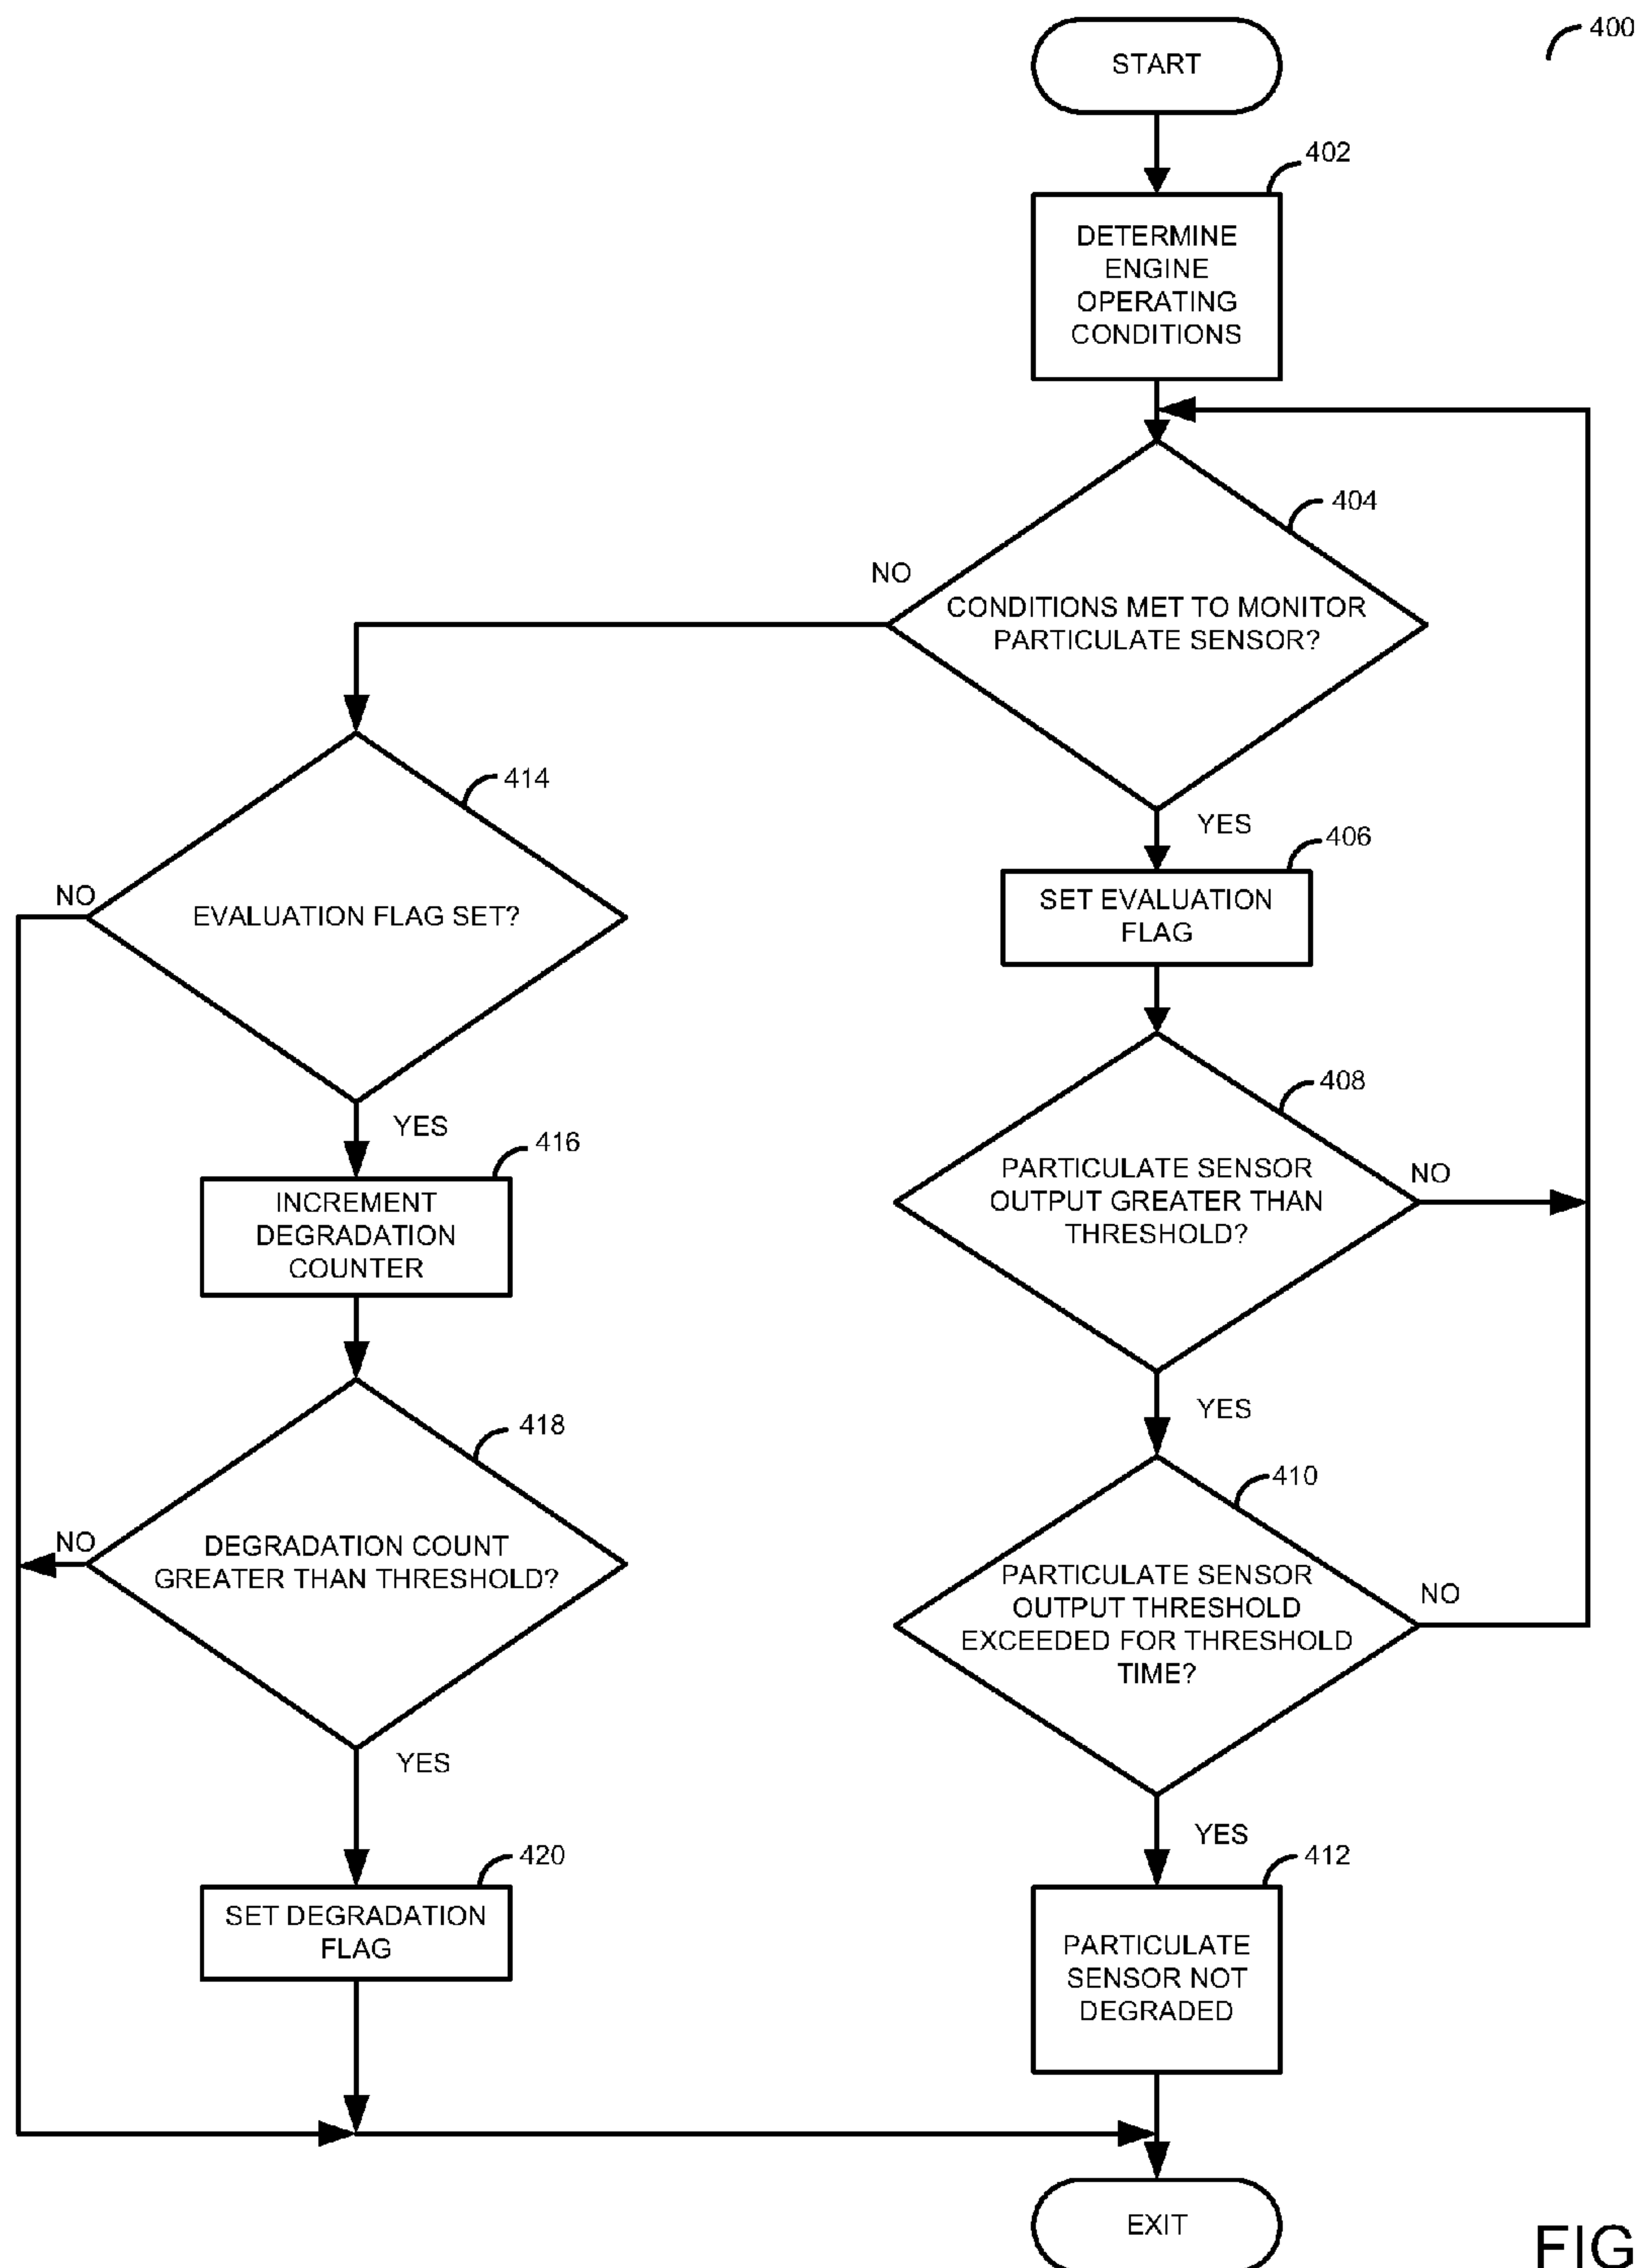 400
START
402
DETERMINE
ENGINE
OPERATING
CONDITIONS
404
NO
CONDITIONS MET TO MONITOR
PARTICULATE SENSOR?
YES
414
NO
EVALUATION FLAG SET?
YES
406
SET EVALUATION
FLAG
408
PARTICULATE SENSOR
OUTPUT GREATER THAN
THRESHOLD?
NO
YES
416
INCREMENT
DEGRADATION
COUNTER
418
NO
DEGRADATION COUNT
GREATER THAN THRESHOLD?
YES
410
PARTICULATE SENSOR
OUTPUT THRESHOLD
EXCEEDED FOR THRESHOLD
TIME?
NO
YES
420
SET DEGRADATION
FLAG
412
PARTICULATE
SENSOR NOT
DEGRADED
EXIT
FIG